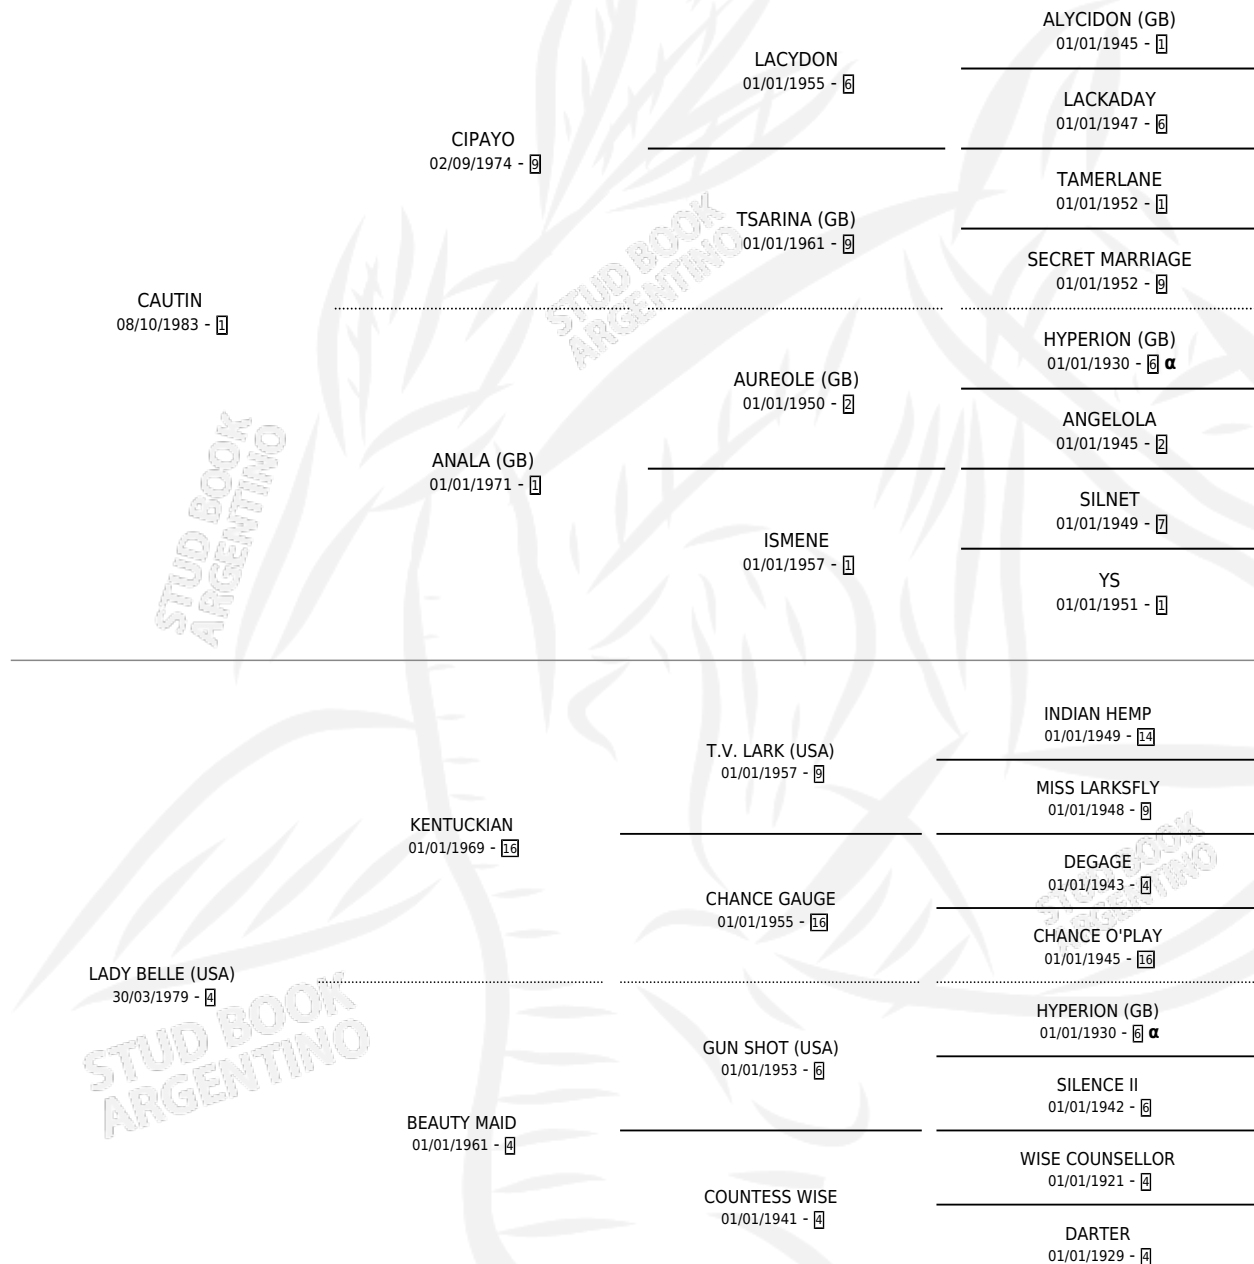 ALYCIDON (GB)
01/01/1945 - 1
LACYDON
01/01/1955 - 6
LACKADAY
01/01/1947 - 6
CIPAYO
02/09/1974 - 9
TAMERLANE
01/01/1952 - 1
TSARINA (GB)
01/01/1961 - 9
SECRET MARRIAGE
01/01/1952 - 9
CAUTIN
08/10/1983 - 1
HYPERION (GB)
01/01/1930 - 6 α
AUREOLE (GB)
01/01/1950 - 2
ANGELOLA
01/01/1945 - 2
ANALA (GB)
01/01/1971 - 1
SILNET
01/01/1949 - 7
ISMENE
01/01/1957 - 1
YS
01/01/1951 - 1
INDIAN HEMP
01/01/1949 - 14
T.V. LARK (USA)
01/01/1957 - 9
MISS LARKSFLY
01/01/1948 - 9
KENTUCKIAN
01/01/1969 - 16
DEGAGE
01/01/1943 - 4
CHANCE GAUGE
01/01/1955 - 16
CHANCE O'PLAY
01/01/1945 - 16
LADY BELLE (USA)
30/03/1979 - 4
HYPERION (GB)
01/01/1930 - 6 α
GUN SHOT (USA)
01/01/1953 - 6
SILENCE II
01/01/1942 - 6
BEAUTY MAID
01/01/1961 - 4
WISE COUNSELLOR
01/01/1921 - 4
COUNTESS WISE
01/01/1941 - 4
DARTER
01/01/1929 - 4
STUD BOOK
ARGENTINO
STUD BOOK
ARGENTINO
STUD BOOK
ARGENTINO
STUD BOOK
ARGENTINO